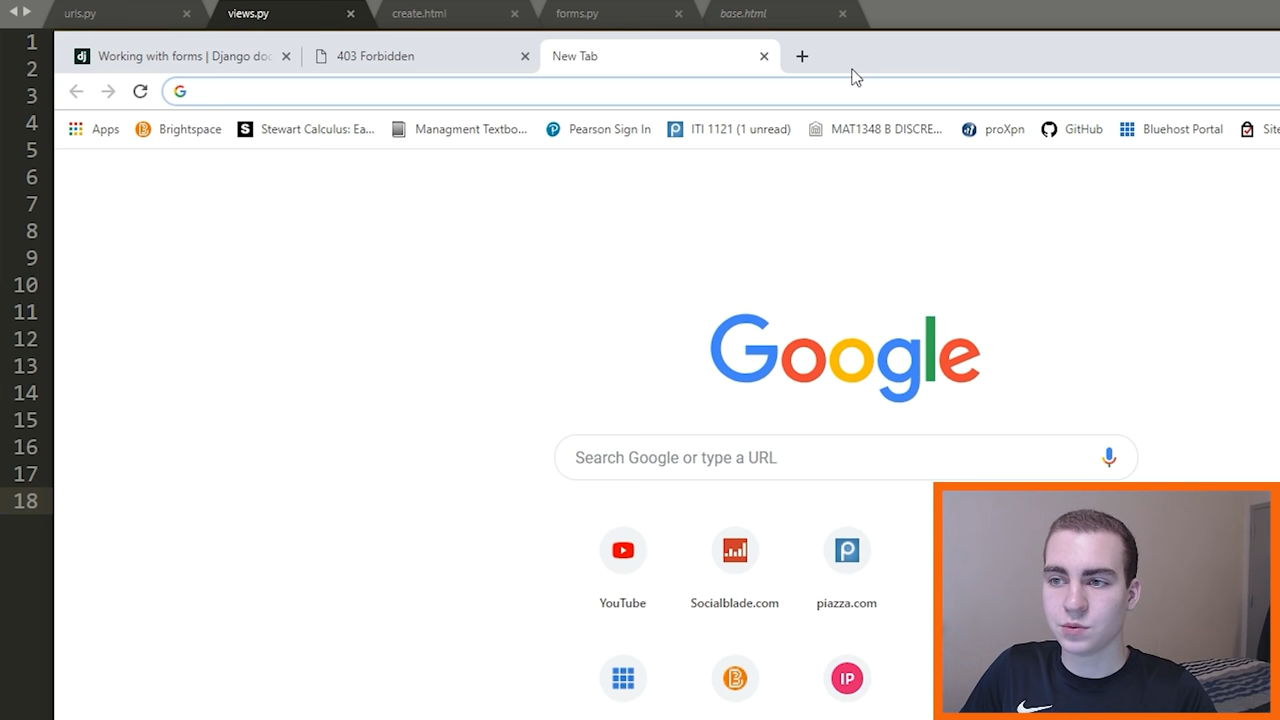 urls.py views.py create.html forms.py base.html
Working with forms | Django doc 403 Forbidden New Tab
Apps Brightspace Stewart Calculus: Ea... Managment Textbo... Pearson Sign In ITI 1121 (1 unread) MAT1348 B DISCRE... proXpn GitHub Bluehost Portal Site
1
2
3
4
5
6
7
8
9
10
11
12
13
14
15
16
17
18
Google
Search Google or type a URL
YouTube Socialblade.com piazza.com
IP